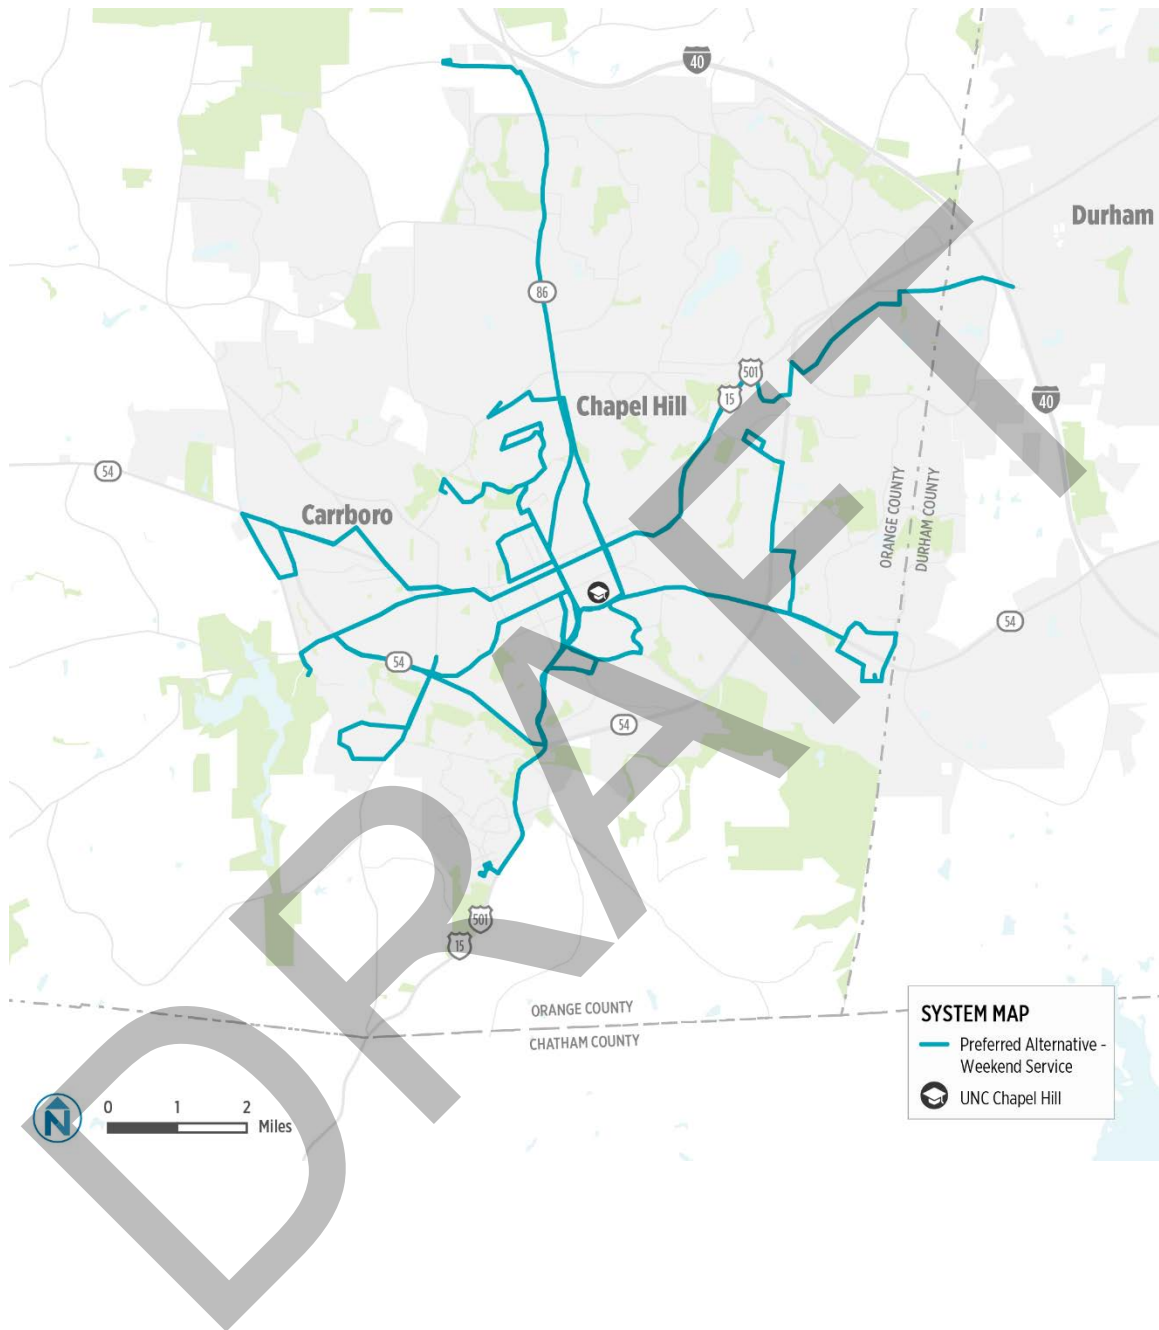 40
Durham
86
501
15
Chapel Hill
40
54
Carrboro
ORANGE COUNTY
DURHAM COUNTY
54
54
54
501
15
ORANGE COUNTY
CHATHAM COUNTY
SYSTEM MAP
Preferred Alternative -
Weekend Service
UNC Chapel Hill
N
0 1 2
Miles
DRAFT